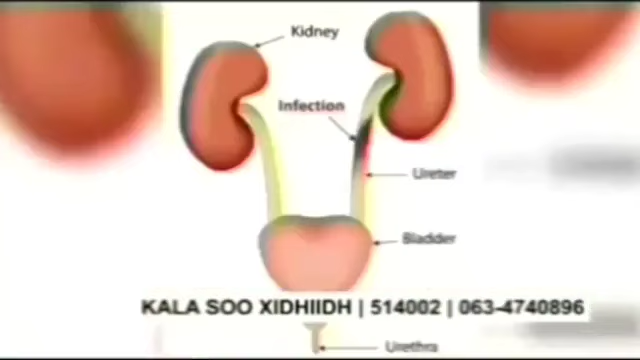 Kidney
Infection
Ureter
Bladder
KALA SOO XIDHIIDH | 514002 | 063-4740896
Urethra